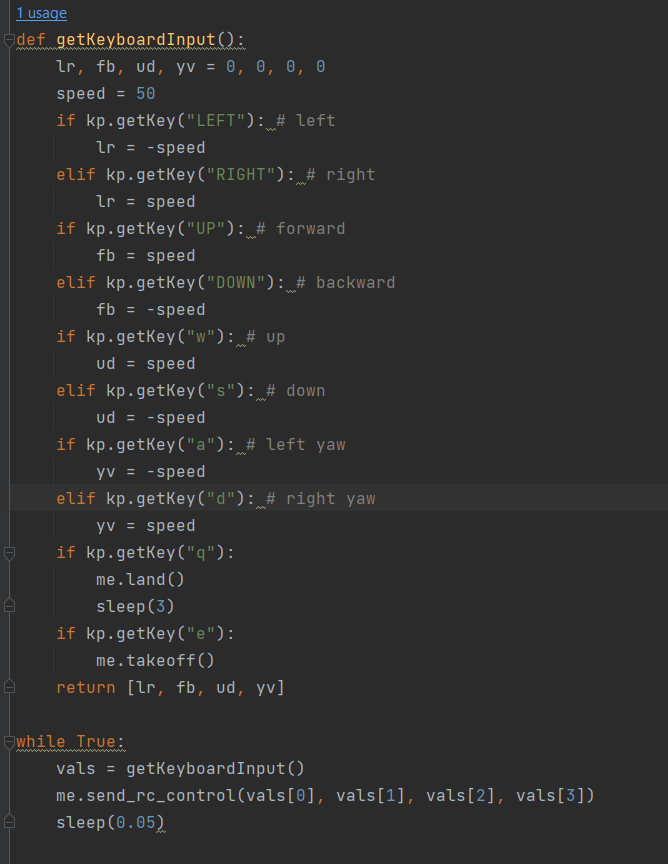 1 usage
def getKeyboardInput():
    lr, fb, ud, yv = 0, 0, 0, 0
    speed = 50
    if kp.getKey("LEFT"): # left
        lr = -speed
    elif kp.getKey("RIGHT"): # right
        lr = speed
    if kp.getKey("UP"): # forward
        fb = speed
    elif kp.getKey("DOWN"): # backward
        fb = -speed
    if kp.getKey("w"): # up
        ud = speed
    elif kp.getKey("s"): # down
        ud = -speed
    if kp.getKey("a"): # left yaw
        yv = -speed
    elif kp.getKey("d"): # right yaw
        yv = speed
    if kp.getKey("q"):
        me.land()
        sleep(3)
    if kp.getKey("e"):
        me.takeoff()
    return [lr, fb, ud, yv]

while True:
    vals = getKeyboardInput()
    me.send_rc_control(vals[0], vals[1], vals[2], vals[3])
    sleep(0.05)